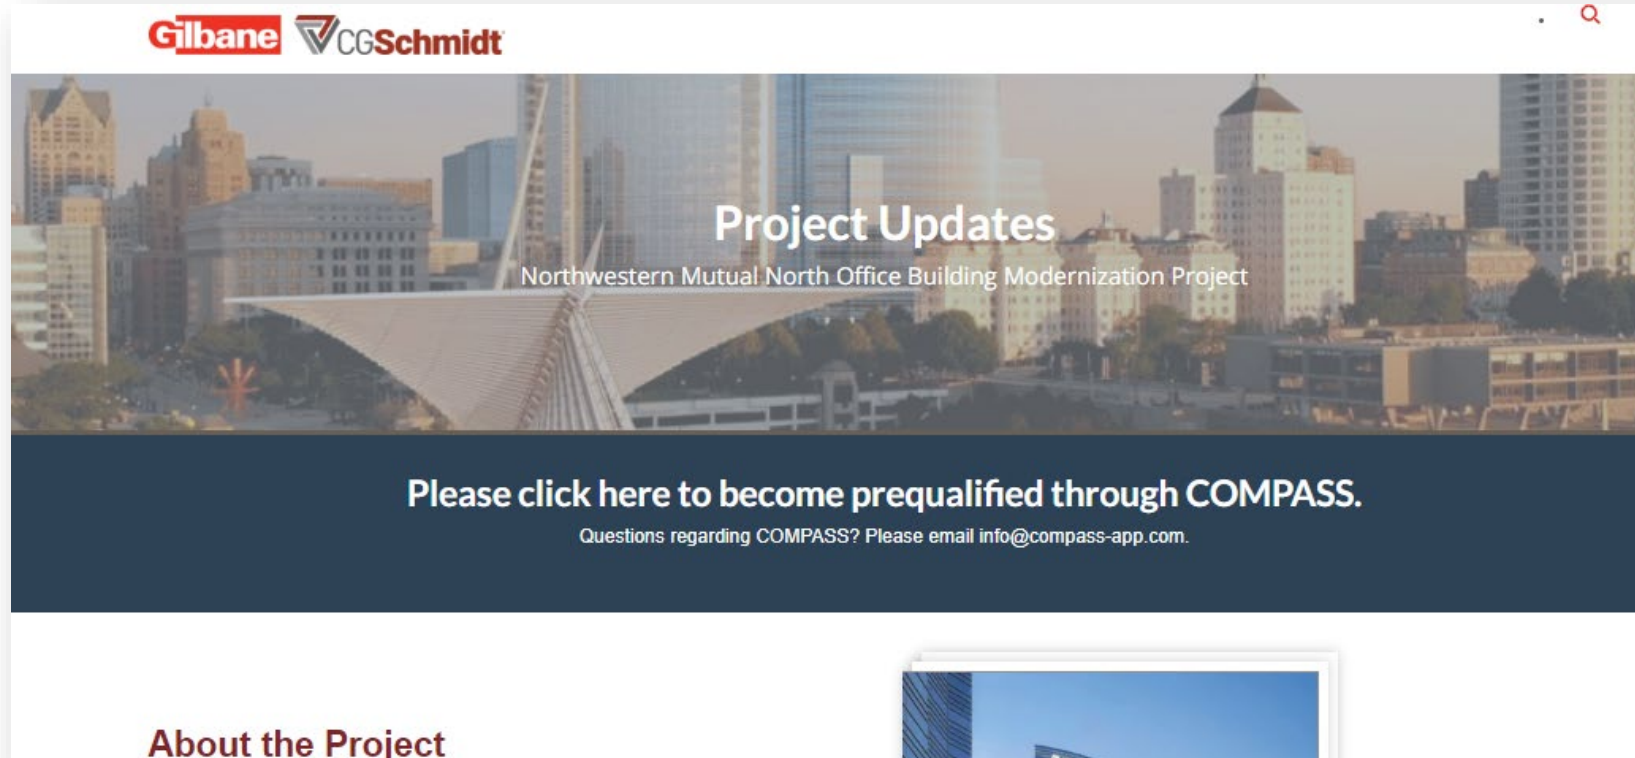 Gilbane CGSchmidt
Project Updates
Northwestern Mutual North Office Building Modernization Project
Please click here to become prequalified through COMPASS.
Questions regarding COMPASS? Please email info@compass-app.com.
About the Project